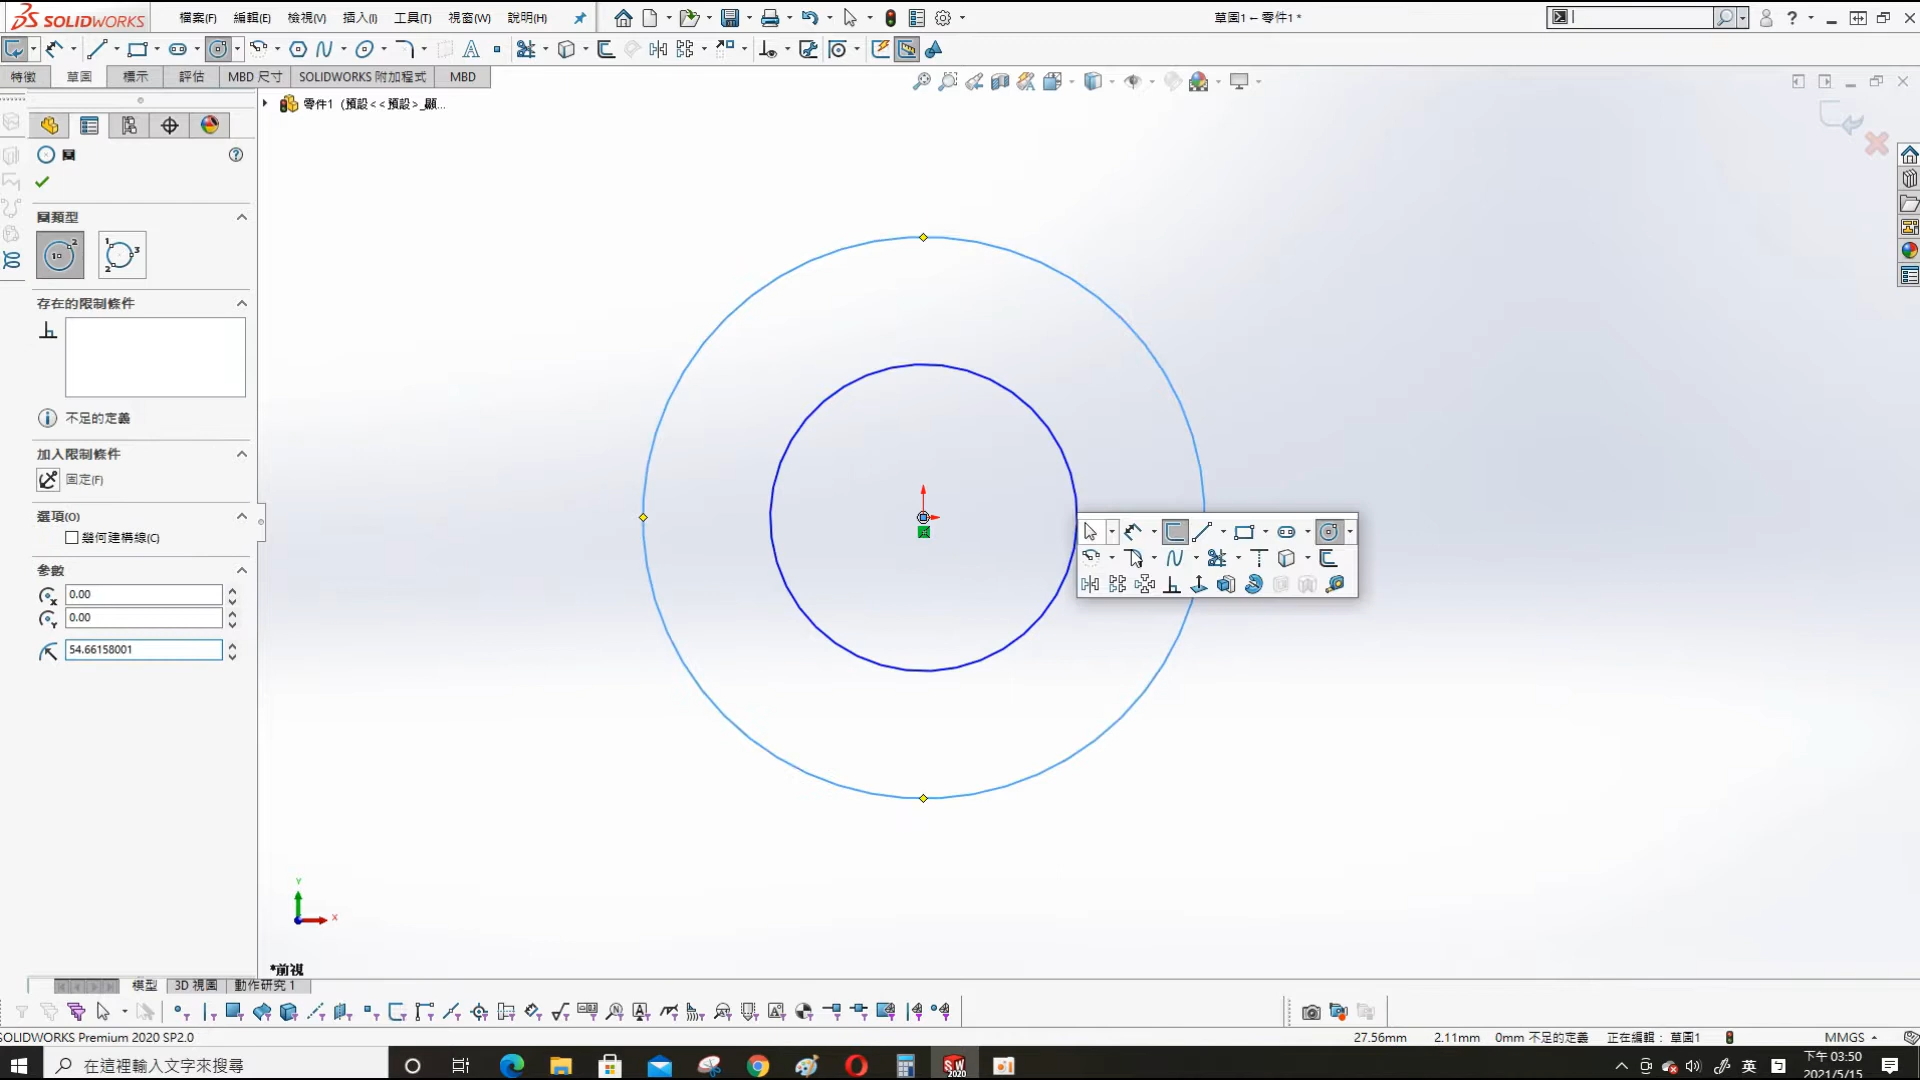 SOLIDWORKS
檔案(F) 編輯(E) 檢視(V) 插入(I) 工具(T) 視窗(W) 說明(H)
草圖1 ← 零件1 *
特徵 草圖 標示 評估 MBD 尺寸 SOLIDWORKS 附加程式 MBD
零件1 (預設<<預設>_顯...
圓
圓類型
存在的限制條件
不足的定義
加入限制條件
固定(F)
選項(O)
幾何建構線(C)
參數
0.00
0.00
54.66158001
Y
X
*前視
模型 3D 視圖 動作研究 1
SOLIDWORKS Premium 2020 SP2.0
27.56mm 2.11mm 0mm 不足的定義 正在編輯： 草圖1 MMGS
在這裡輸入文字來搜尋
SW 2020
英
下午 03:50
2021/5/15